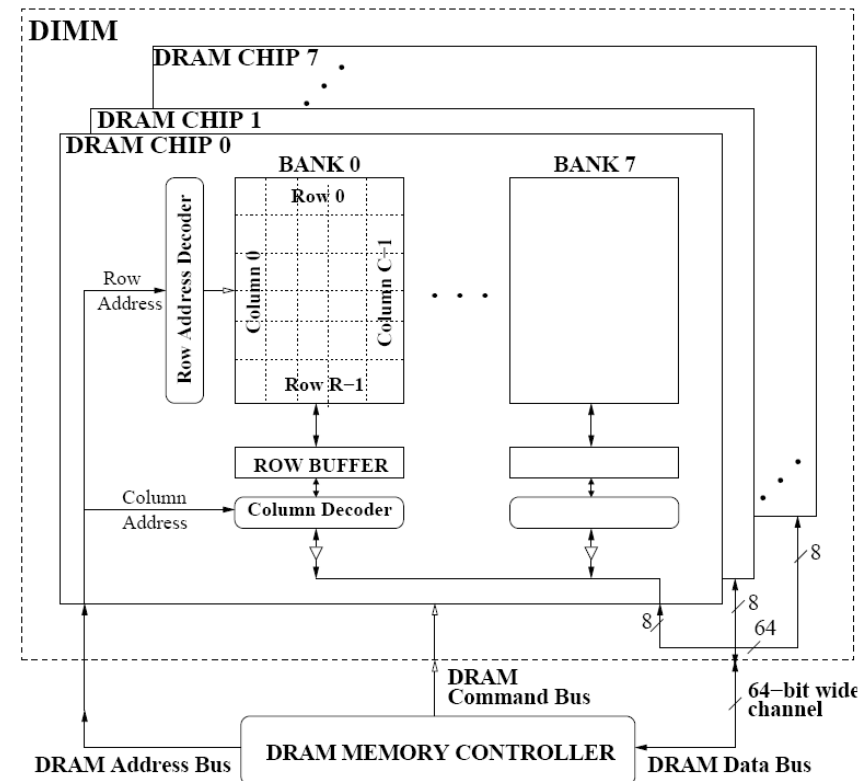 DIMM
DRAM CHIP 7
DRAM CHIP 1
DRAM CHIP 0
BANK 0
BANK 7
Row 0
Row Address Decoder
Column 0
Column C−1
Row
Address
Row R−1
ROW BUFFER
Column
Address
Column Decoder
8
8
8
64
DRAM
Command Bus
64−bit wide
channel
DRAM MEMORY CONTROLLER
DRAM Address Bus
DRAM Data Bus